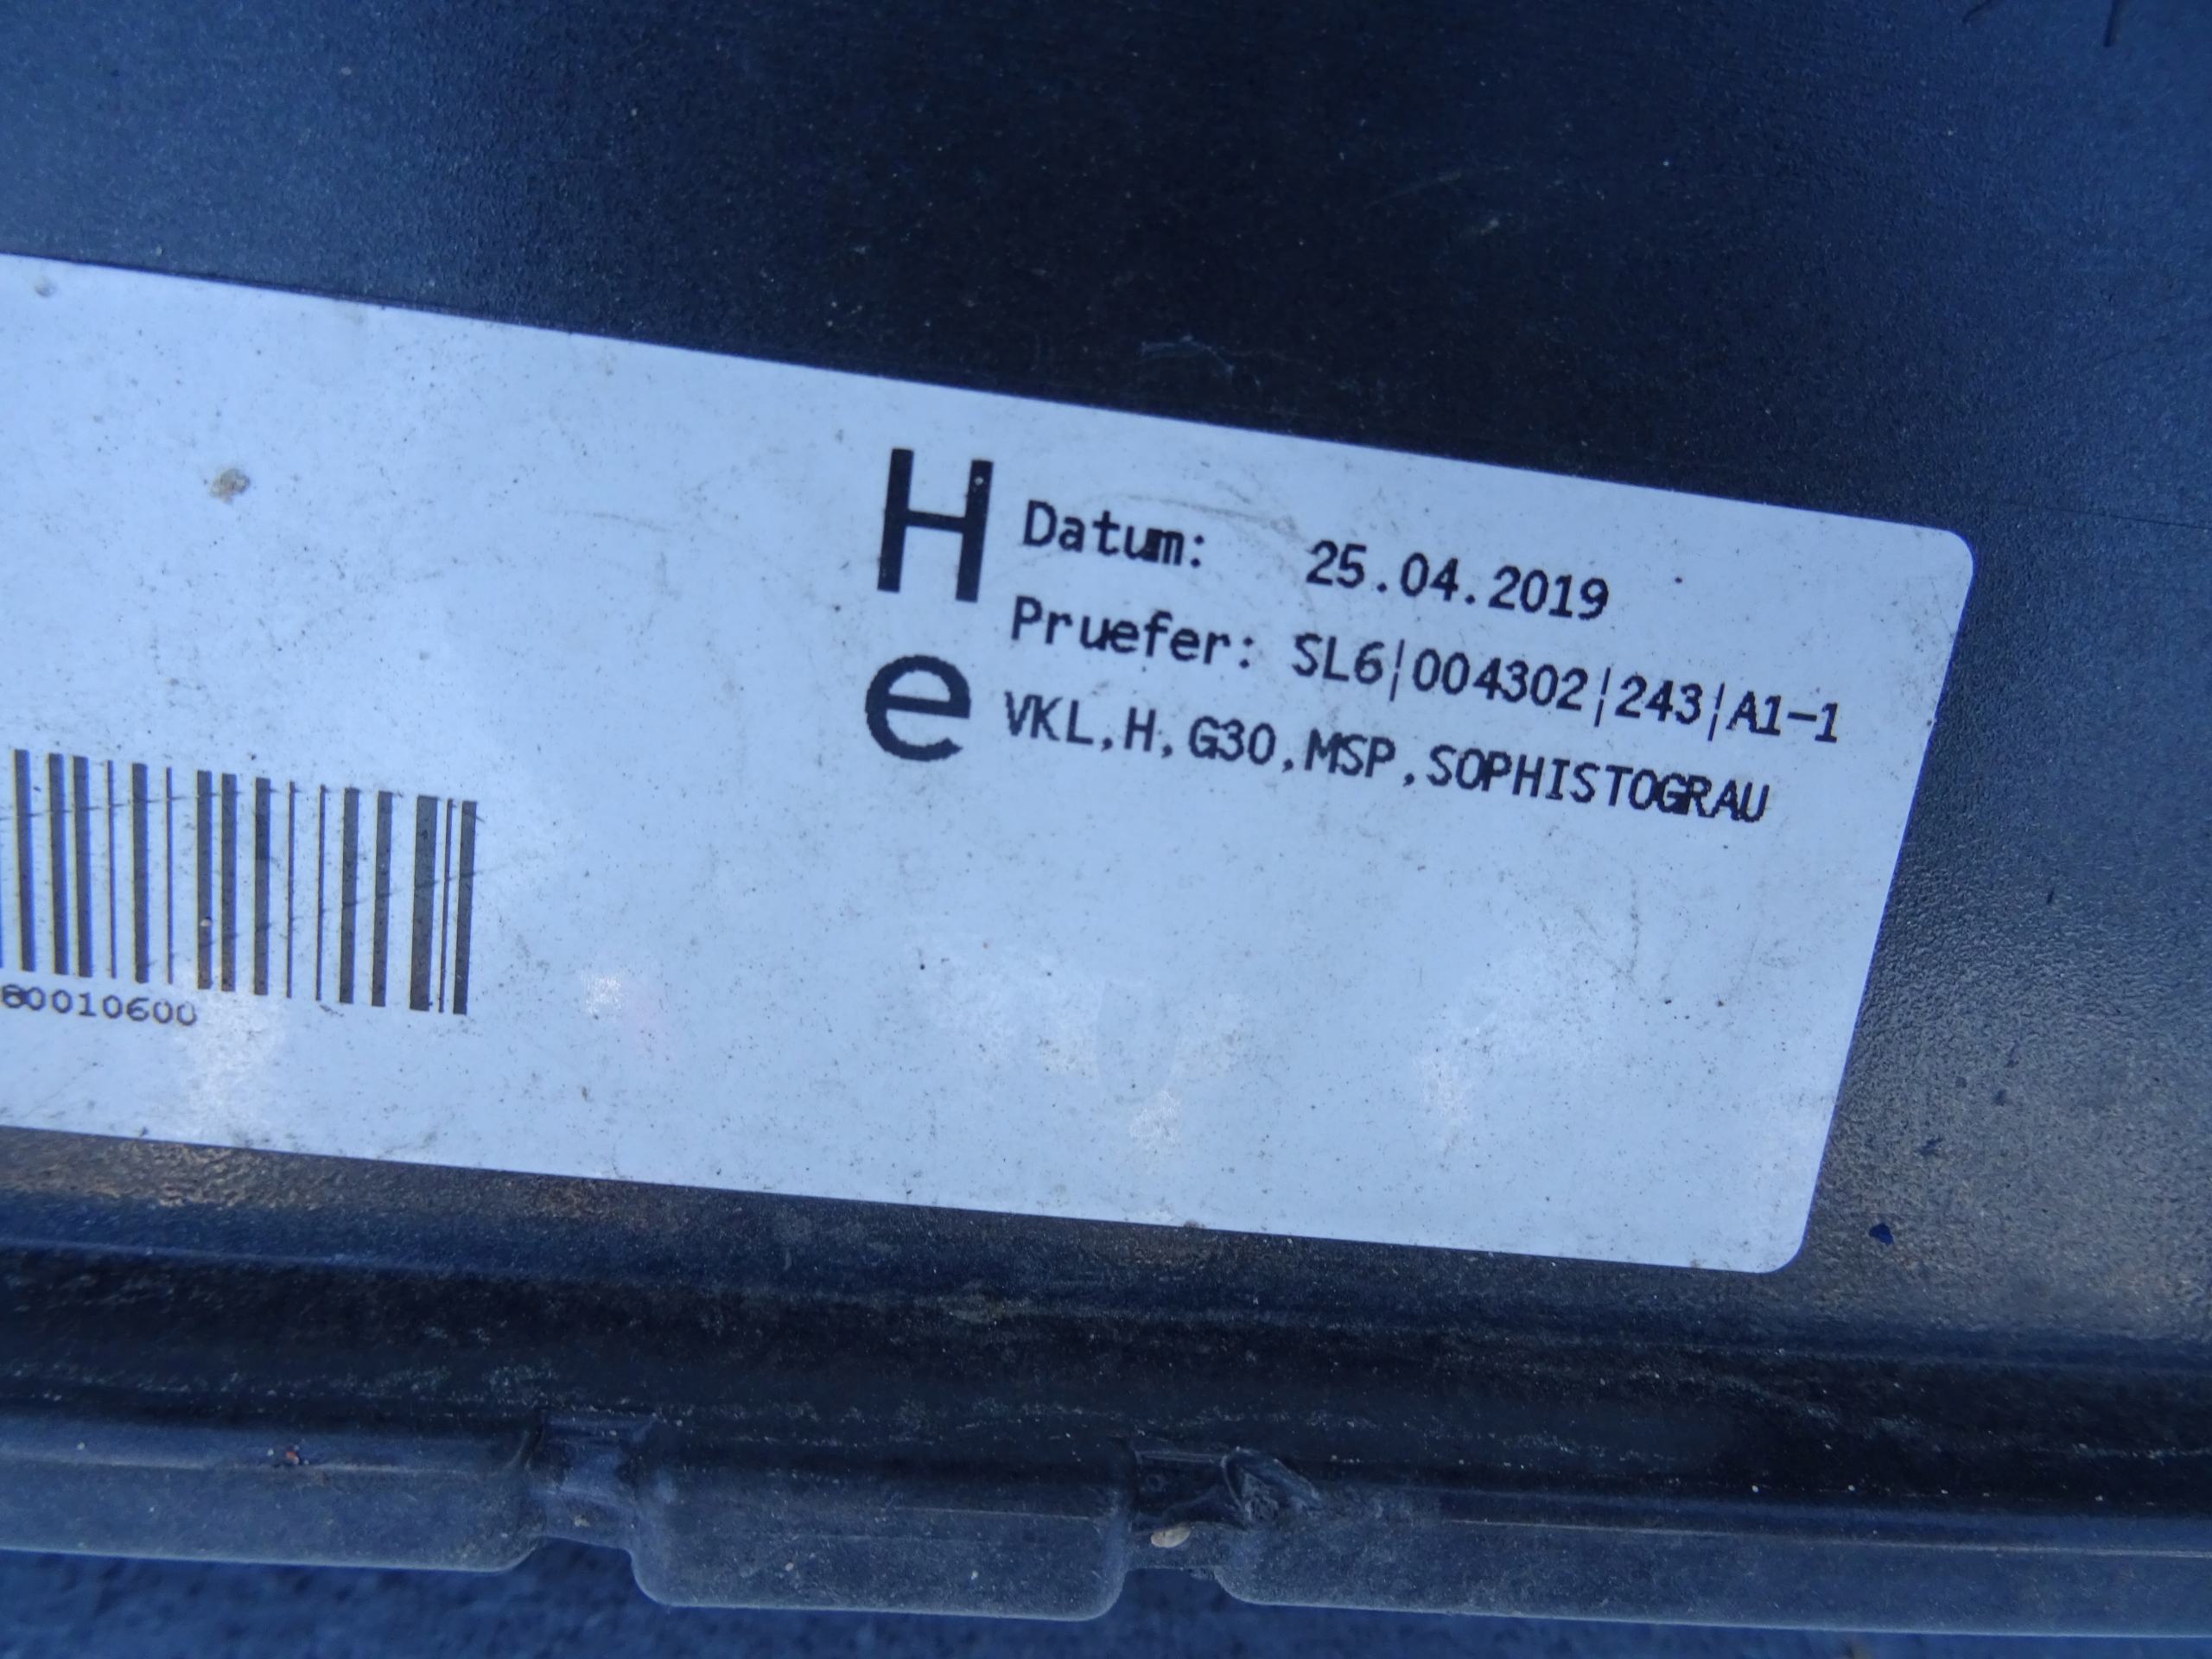 H
Datum: 25.04.2019
Pruefer: SL6|004302|243|A1-1
e
VKL,H,G30,MSP,SOPHISTOGRAU
80010600